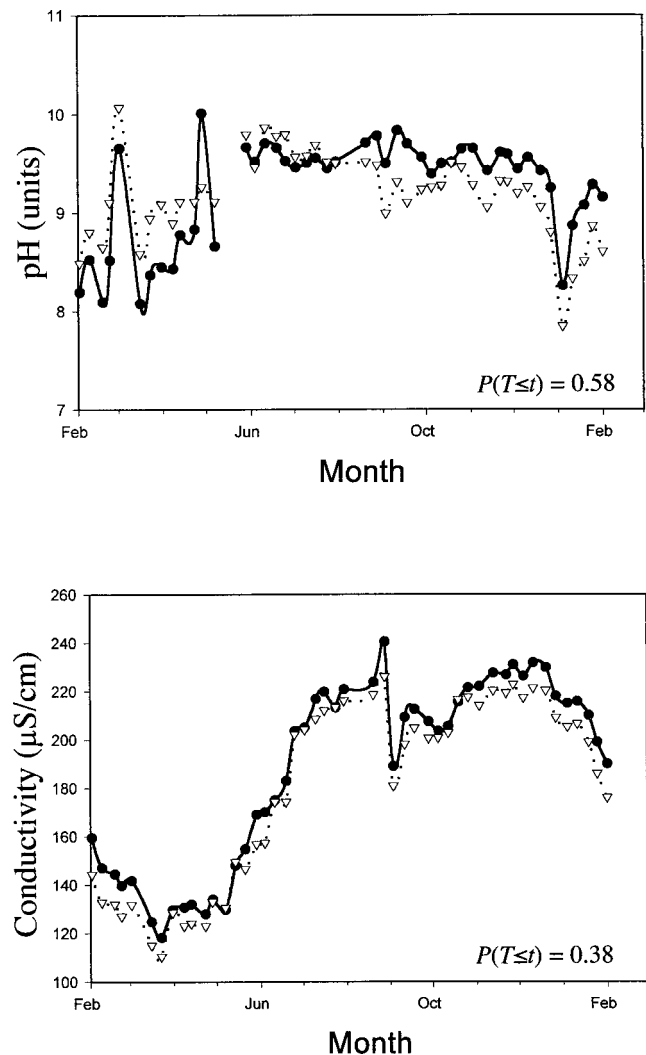 11
10
pH (units)
9
8
7
P(T≤t) = 0.58
Feb Jun Oct Feb
Month
260
240
220
200
Conductivity (µS/cm)
180
160
140
120
100
P(T≤t) = 0.38
Feb Jun Oct Feb
Month